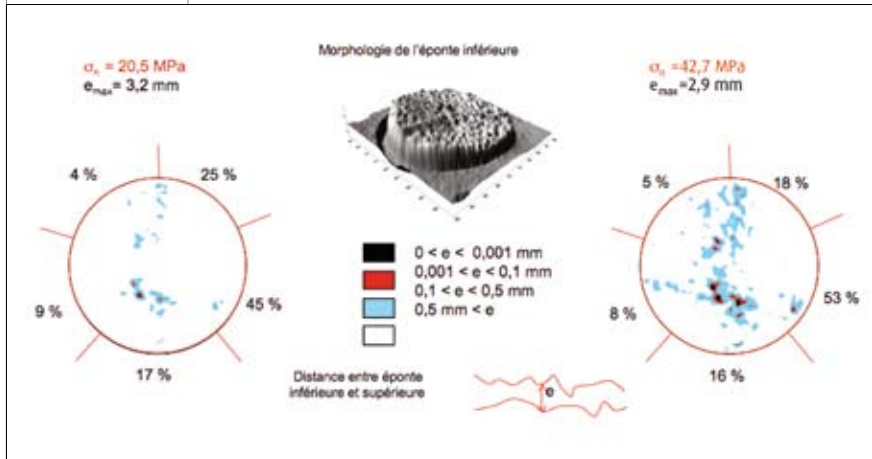 Morphologie de l'éponte inférieure
σn = 20,5 MPa
emax= 3,2 mm
σn =42,7 MPa
emax=2,9 mm
4 %
25 %
45 %
17 %
9 %
5 %
18 %
53 %
16 %
8 %
0 < e < 0,001 mm
0,001 < e < 0,1 mm
0,1 < e < 0,5 mm
0,5 mm < e
Distance entre éponte
inférieure et supérieure
e